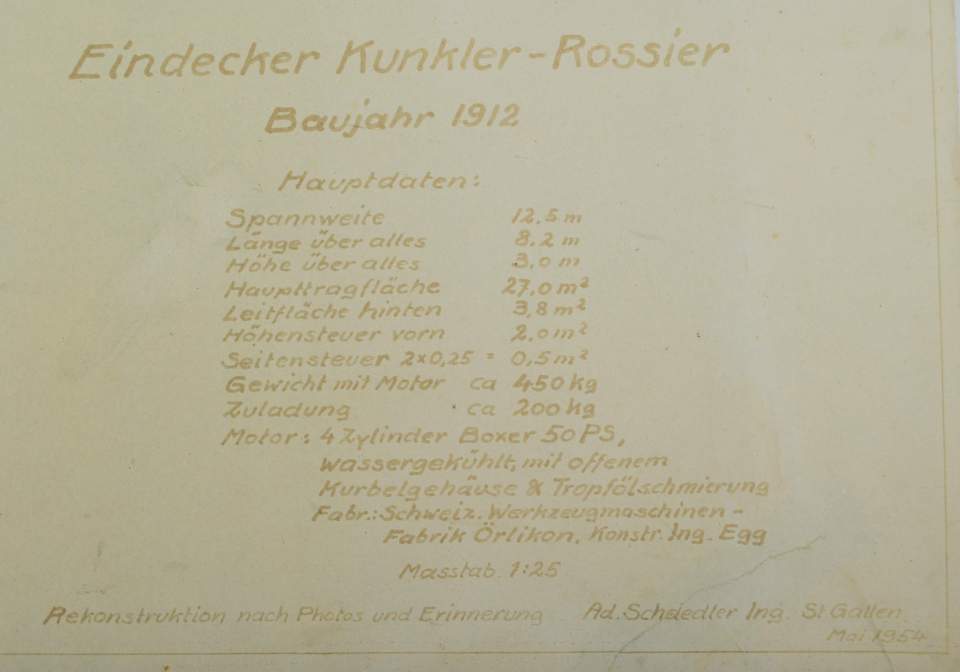 Eindecker Kunkler-Rossier
Baujahr 1912
Hauptdaten:
Spannweite 12,5 m
Länge über alles 8.2 m
Höhe über alles 3,0 m
Haupttragfläche 27,0 m²
Leitfläche hinten 3,8 m²
Höhensteuer vorn 2,0 m²
Seitensteuer 2x0,25 = 0,5 m²
Gewicht mit Motor ca 450 kg
Zuladung ca 200 kg
Motor: 4 Zylinder Boxer 50 PS,
wassergekühlt, mit offenem
Kurbelgehäuse & Tropfölschmierung
Fabr.: Schweiz. Werkzeugmaschinen-
Fabrik Örlikon, Konstr. Ing. Egg
Masstab 1:25
Rekonstruktion nach Photos und Erinnerung Ad. Ing. St Gallen
Mai 1954